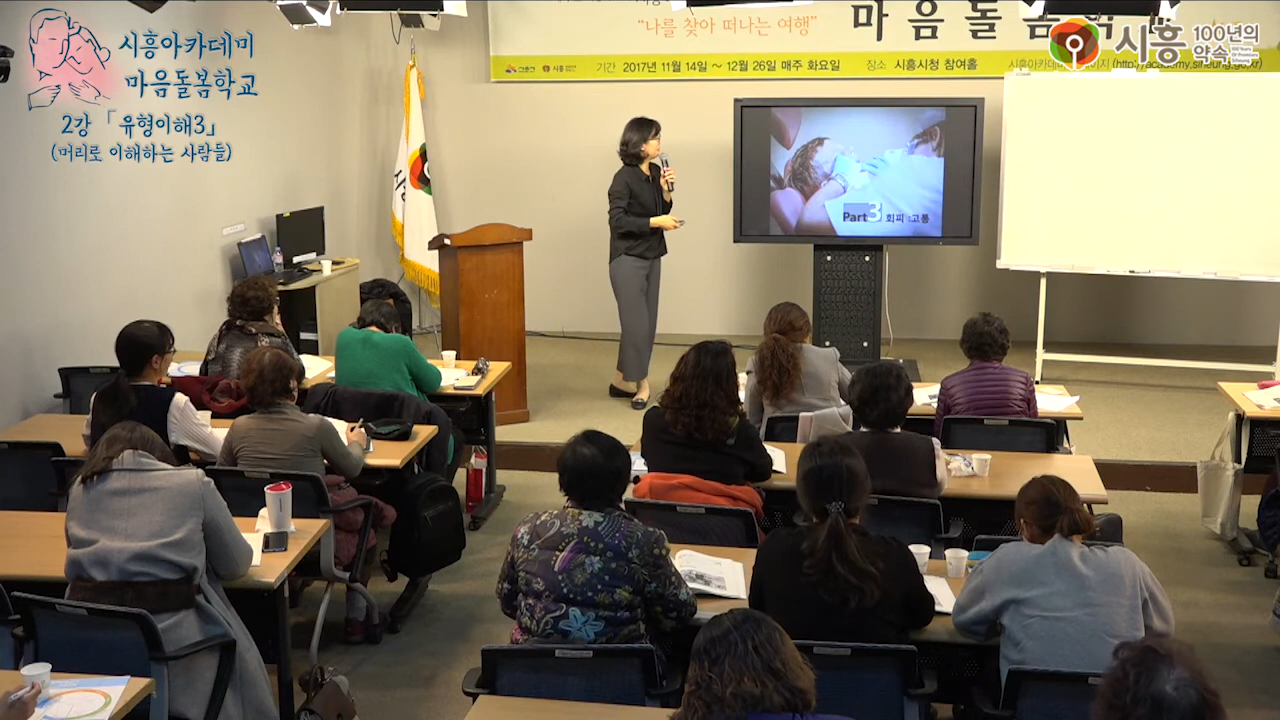 시흥아카데미
마음돌봄학교
2강 「유형이해3」
(머리로 이해하는 사람들)
"나를 찾아 떠나는 여행"
마음돌봄학교
기간 2017년 11월 14일 ~ 12월 26일 매주 화요일
장소 시흥시청 참여홀
시흥
100년의
약속
Part3 회피 :고통